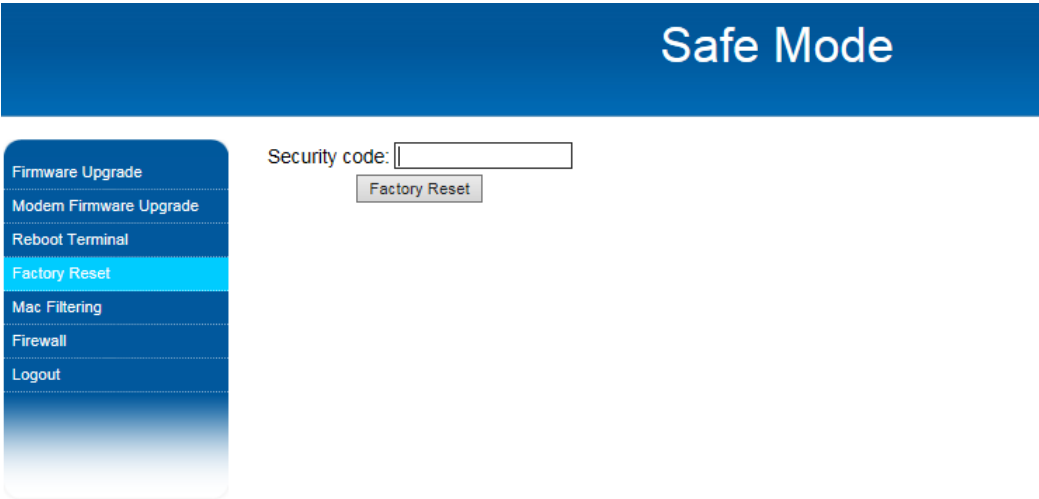 Safe Mode
Firmware Upgrade
Modem Firmware Upgrade
Reboot Terminal
Factory Reset
Mac Filtering
Firewall
Logout
Security code:
Factory Reset